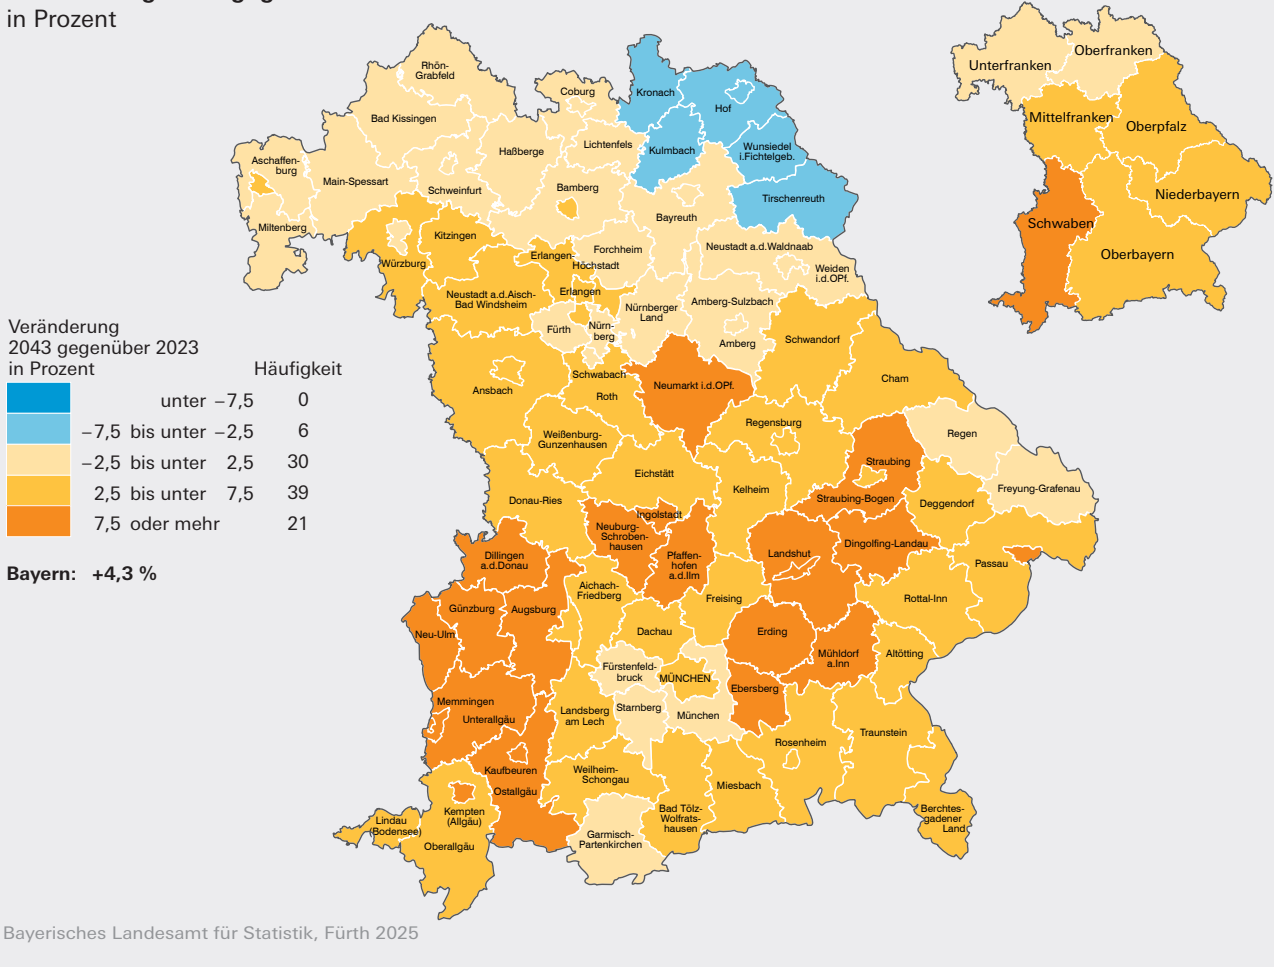 in Prozent
Veränderung
2043 gegenüber 2023
in Prozent
Häufigkeit
unter −7,5 0
−7,5 bis unter −2,5 6
−2,5 bis unter 2,5 30
2,5 bis unter 7,5 39
7,5 oder mehr 21
Bayern: +4,3 %
Rhön-
Grabfeld
Bad Kissingen
Coburg
Kronach
Hof
Lichtenfels
Kulmbach
Wunsiedel
i.Fichtelgeb.
Haßberge
Aschaffen-
burg
Main-Spessart
Schweinfurt
Bamberg
Tirschenreuth
Bayreuth
Miltenberg
Kitzingen
Würzburg
Erlangen-
Höchstadt
Forchheim
Neustadt a.d.Waldnaab
Weiden
i.d.OPf.
Neustadt a.d.Aisch-
Bad Windsheim
Erlangen
Nürnberger
Land
Amberg-Sulzbach
Fürth
Nürn-
berg
Amberg
Schwandorf
Ansbach
Schwabach
Roth
Neumarkt i.d.OPf.
Cham
Weißenburg-
Gunzenhausen
Regensburg
Regen
Straubing
Eichstätt
Kelheim
Freyung-Grafenau
Donau-Ries
Straubing-Bogen
Deggendorf
Ingolstadt
Neuburg-
Schroben-
hausen
Pfaffen-
hofen
a.d.Ilm
Dingolfing-Landau
Landshut
Dillingen
a.d.Donau
Passau
Aichach-
Friedberg
Freising
Rottal-Inn
Günzburg
Augsburg
Neu-Ulm
Dachau
Erding
Mühldorf
a.Inn
Altötting
Fürstenfeld-
bruck
MÜNCHEN
Ebersberg
Memmingen
Unterallgäu
Landsberg
am Lech
Starnberg
München
Rosenheim
Traunstein
Kaufbeuren
Ostallgäu
Weilheim-
Schongau
Miesbach
Kempten
(Allgäu)
Bad Tölz-
Wolfrats-
hausen
Berchtes-
gadener
Land
Lindau
(Bodensee)
Oberallgäu
Garmisch-
Partenkirchen
Oberfranken
Unterfranken
Mittelfranken
Oberpfalz
Niederbayern
Schwaben
Oberbayern
Bayerisches Landesamt für Statistik, Fürth 2025